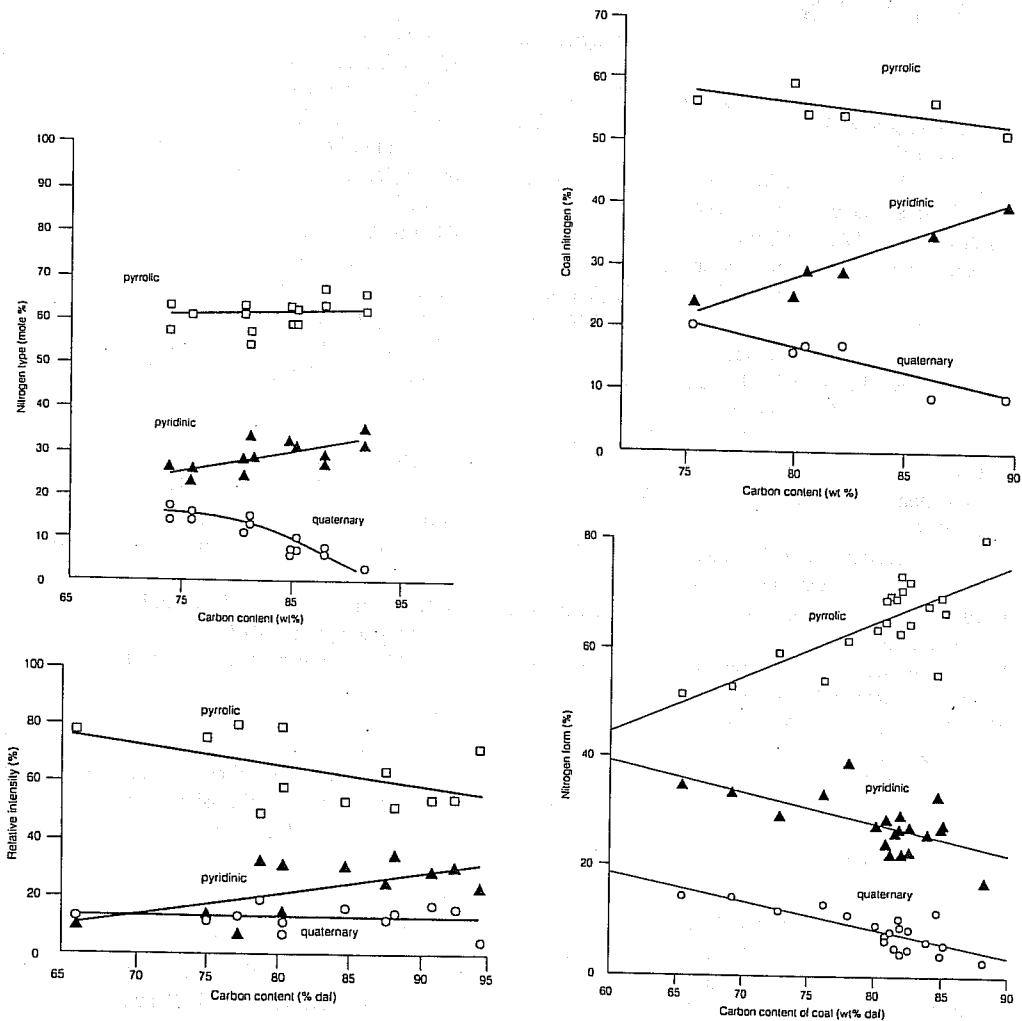 100
90
80
70
60
50
40
30
20
10
0
Nitrogen type (mole %)
pyrrolic
pyridinic
quaternary
65
75
85
95
Carbon content (wt%)
70
60
50
40
30
20
10
0
Coal nitrogen (%)
pyrrolic
pyridinic
quaternary
75
80
85
90
Carbon content (wt %)
100
80
60
40
20
0
Relative intensity (%)
pyrrolic
pyridinic
quaternary
65
70
75
80
85
90
95
Carbon content (% daf)
80
60
40
20
0
Nitrogen form (%)
pyrrolic
pyridinic
quaternary
60
65
70
75
80
85
90
Carbon content of coal (wt% daf)